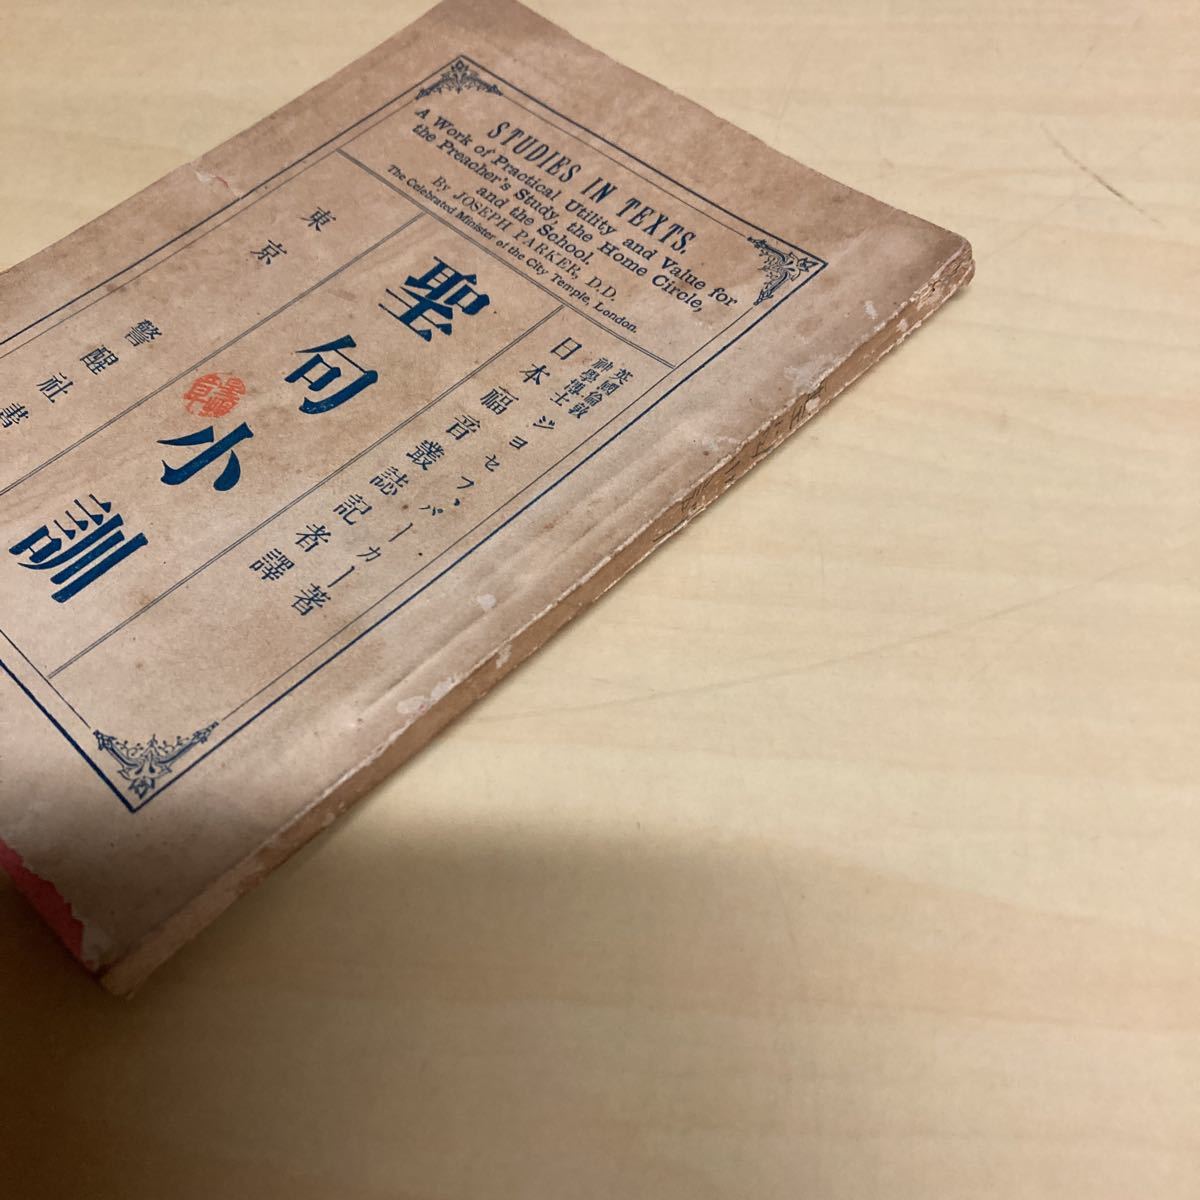 STUDIES IN TEXTS,
A Work of Practical Utility and Value for
the Preacher's Study, the Home Circle,
and the School.
By JOSEPH PARKER, D.D.
The Celebrated Minister of the City Temple, London.
英國倫敦
神學博士
ジョセフ、パーカー著
日本福音叢誌記者譯
聖句小訓
東京
警醒社書